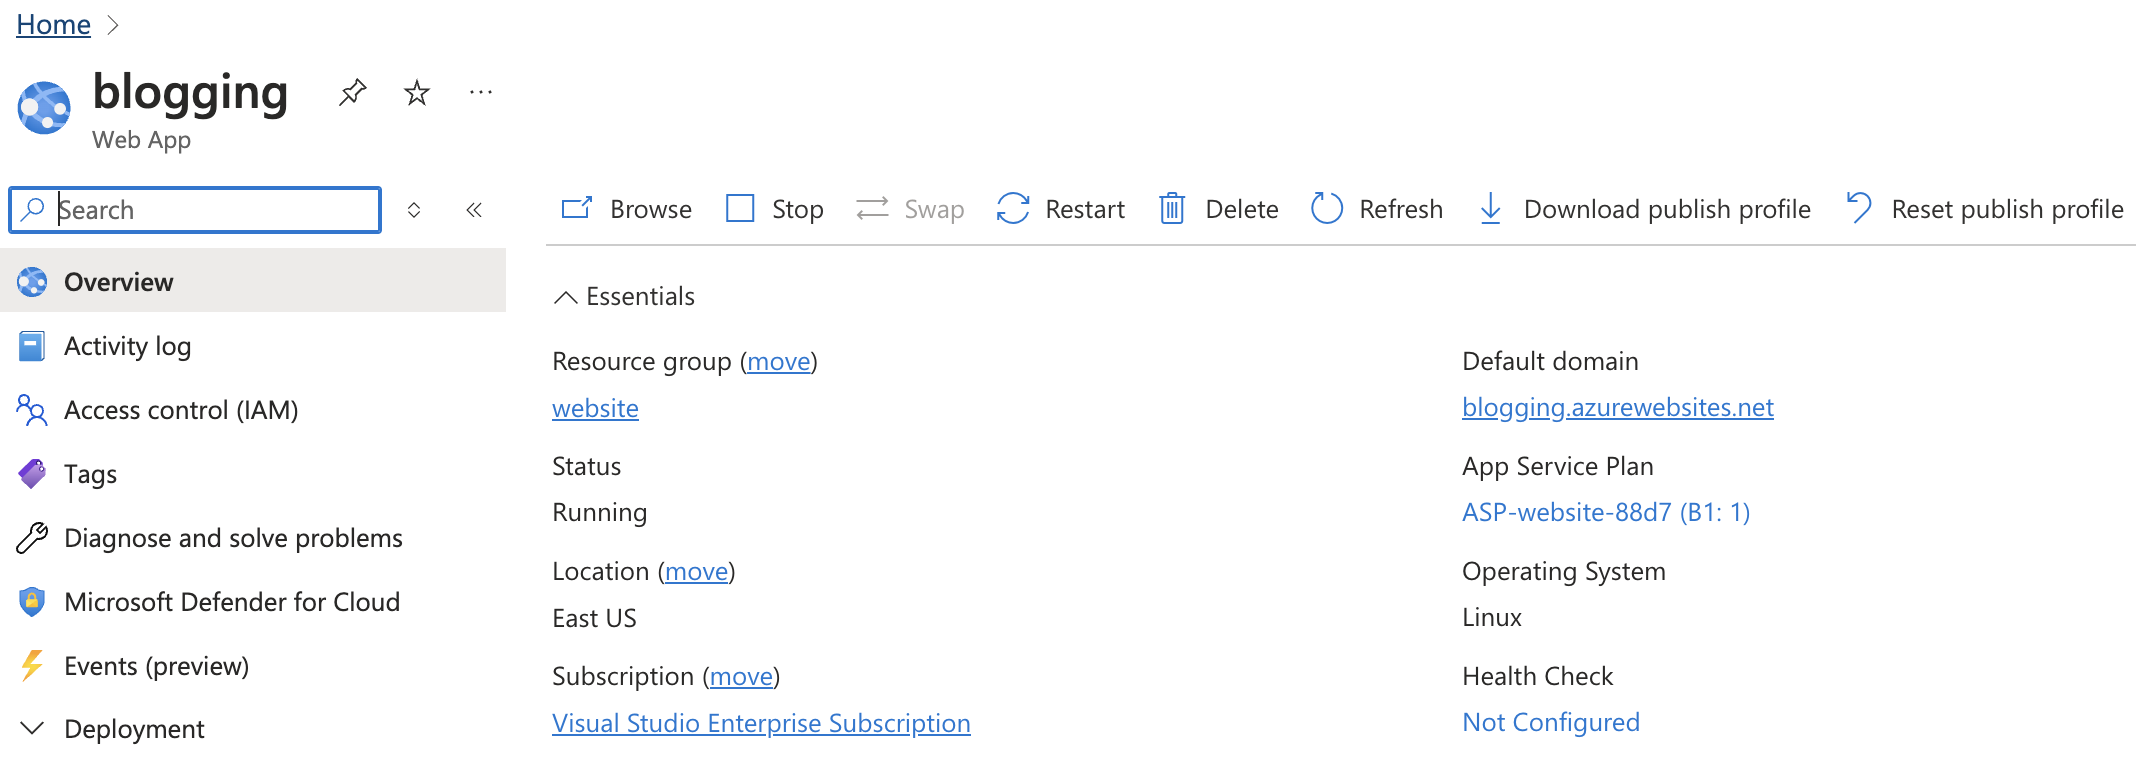 Home
blogging
Web App
Search
Browse Stop Swap Restart Delete Refresh Download publish profile Reset publish profile
Overview
Activity log
Access control (IAM)
Tags
Diagnose and solve problems
Microsoft Defender for Cloud
Events (preview)
Deployment
Essentials
Resource group (move)
website
Status
Running
Location (move)
East US
Subscription (move)
Visual Studio Enterprise Subscription
Default domain
blogging.azurewebsites.net
App Service Plan
ASP-website-88d7 (B1: 1)
Operating System
Linux
Health Check
Not Configured